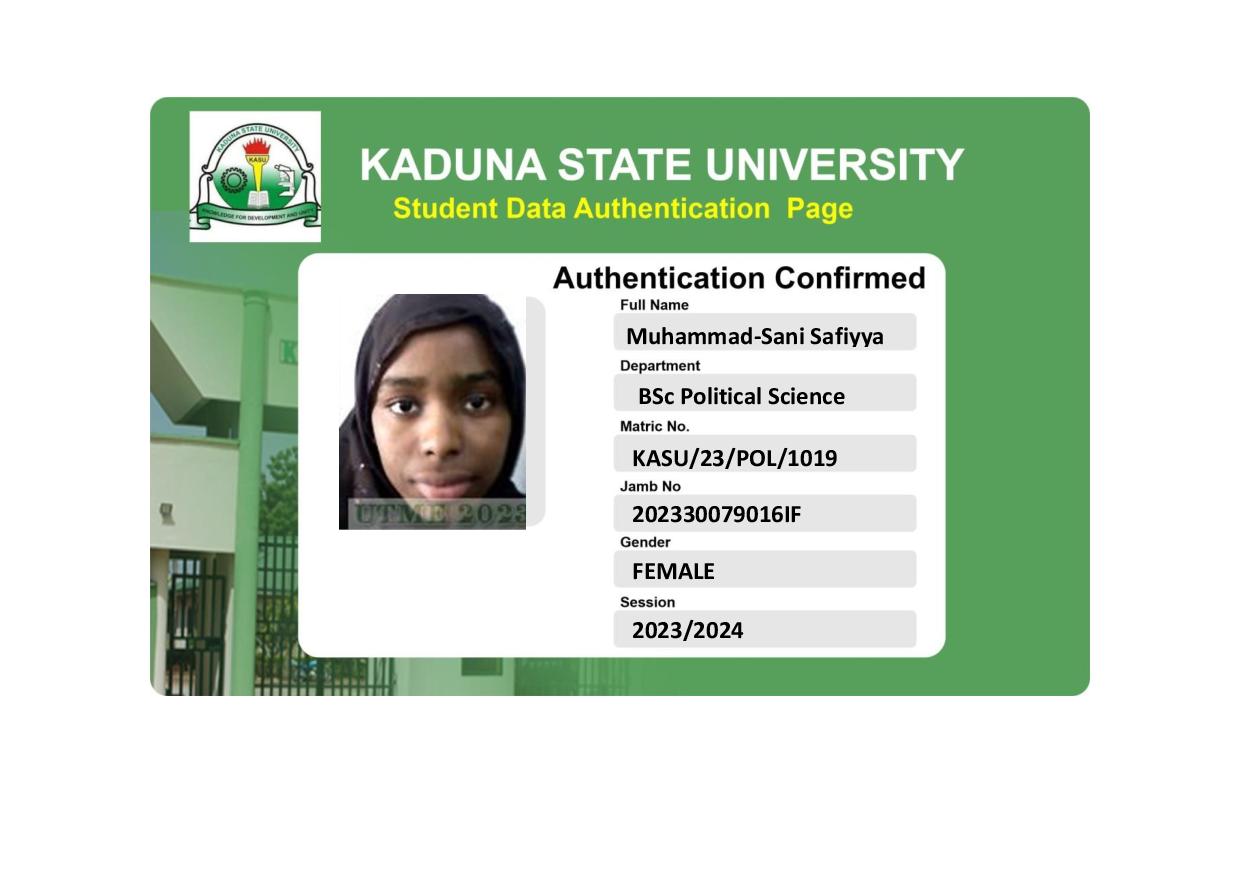 KADUNA STATE UNIVERSITY
KASU
KNOWLEDGE FOR DEVELOPMENT AND UNITY
KADUNA STATE UNIVERSITY
Student Data Authentication Page
Authentication Confirmed
Full Name
Muhammad-Sani Safiyya
Department
BSc Political Science
Matric No.
KASU/23/POL/1019
Jamb No
202330079016IF
Gender
FEMALE
Session
2023/2024
UTME 2023
K